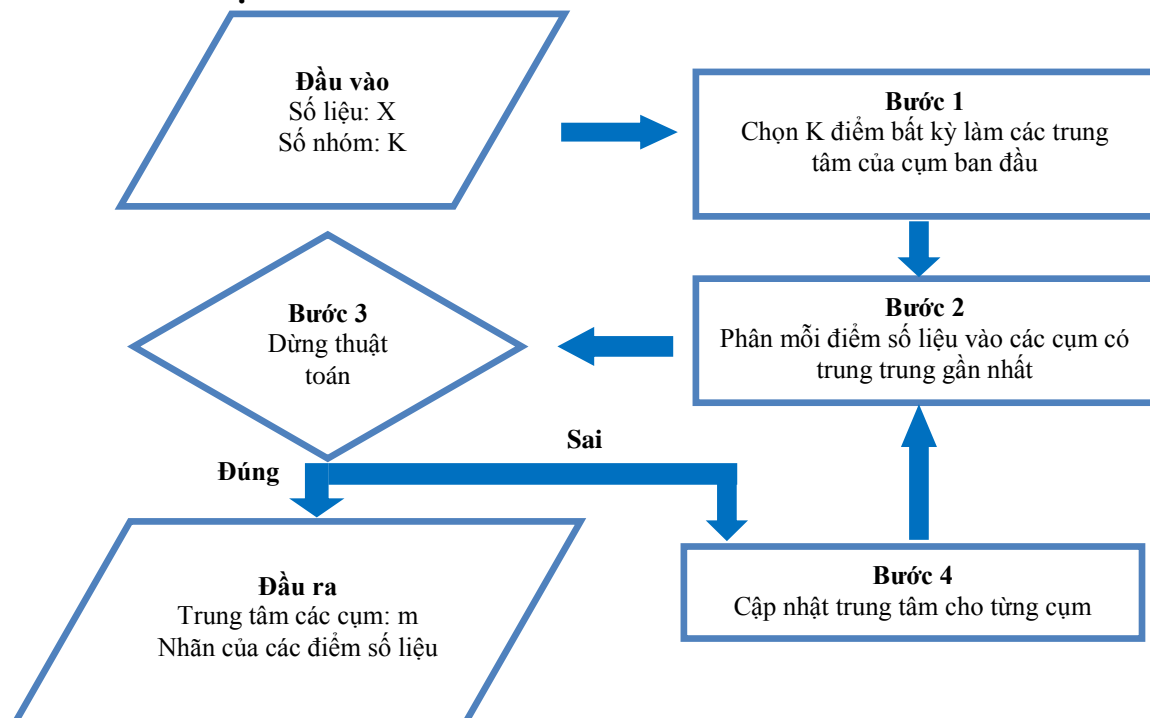 Đầu vào
Số liệu: X
Số nhóm: K
Bước 1
Chọn K điểm bất kỳ làm các trung
tâm của cụm ban đầu
Bước 2
Phân mỗi điểm số liệu vào các cụm có
trung trung gần nhất
Bước 3
Dừng thuật
toán
Sai
Đúng
Bước 4
Cập nhật trung tâm cho từng cụm
Đầu ra
Trung tâm các cụm: m
Nhãn của các điểm số liệu